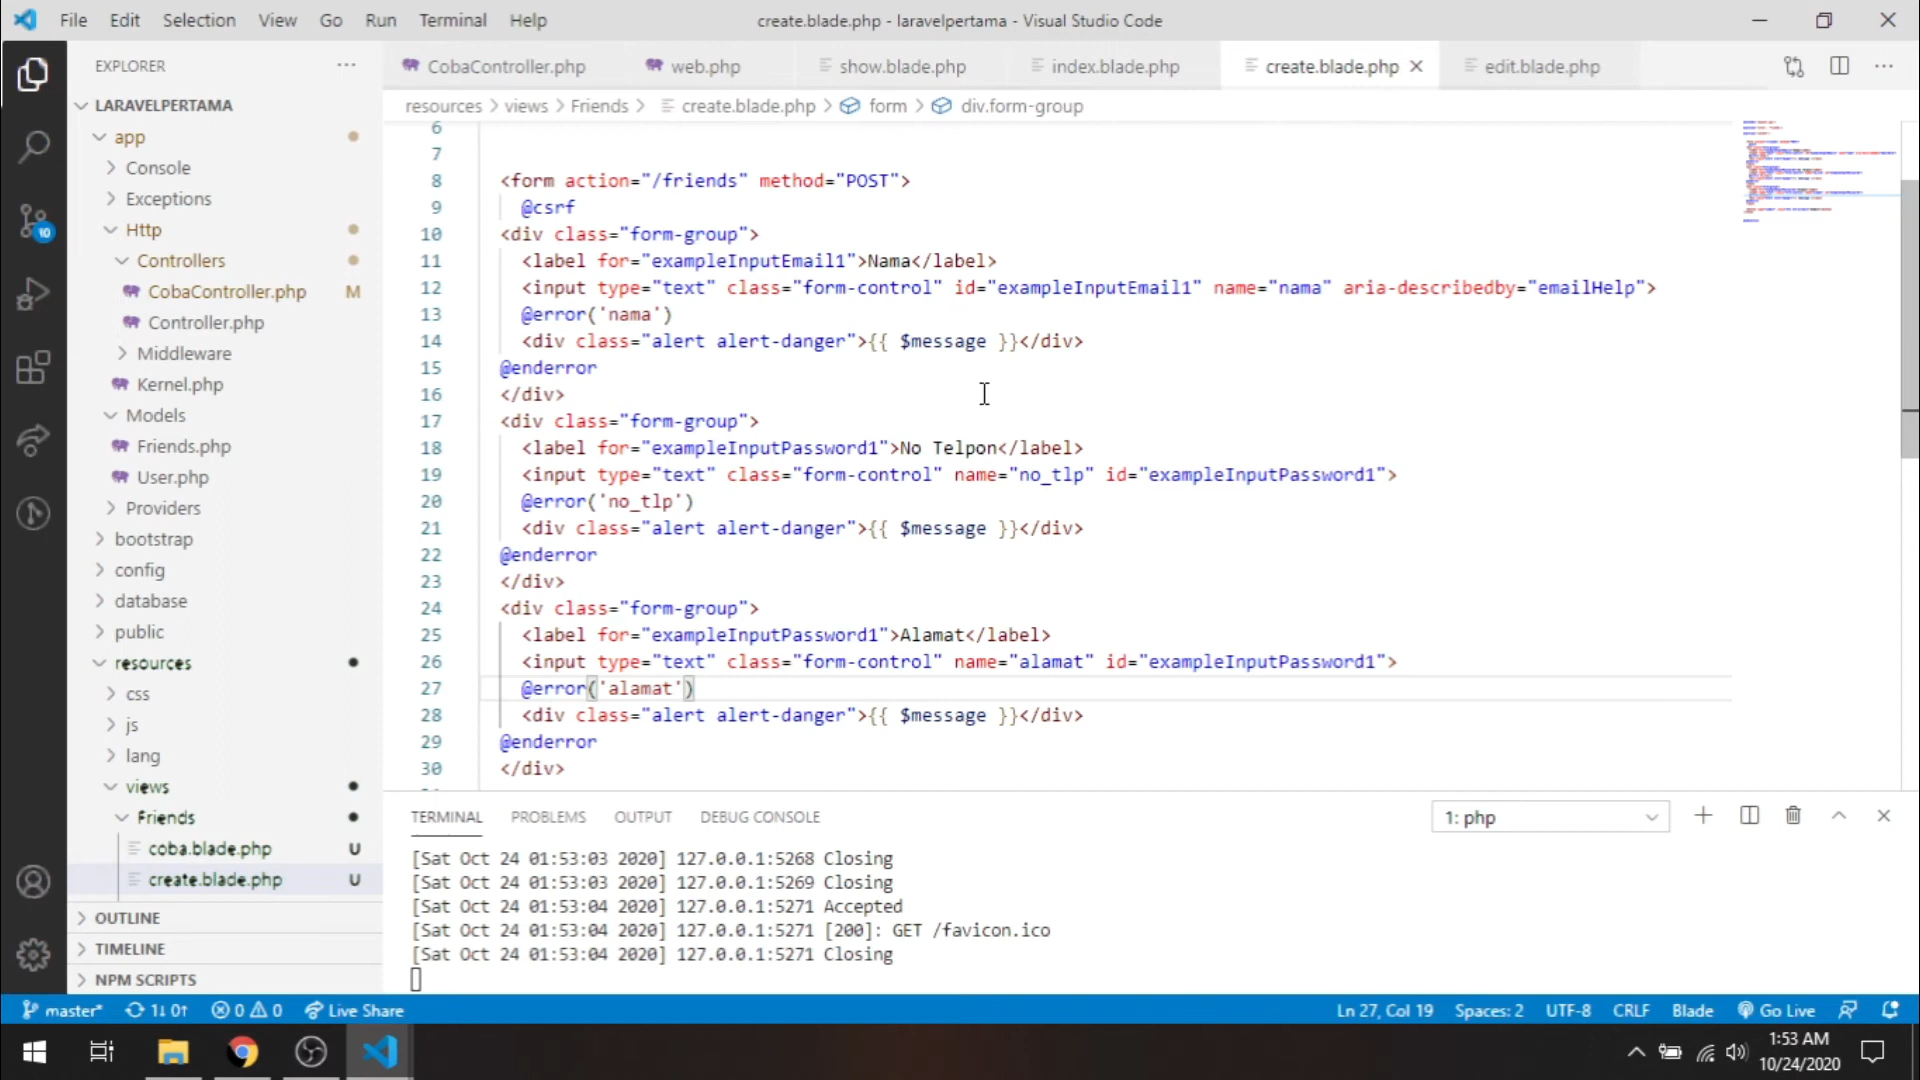 File Edit Selection View Go Run Terminal Help
create.blade.php - laravelpertama - Visual Studio Code
EXPLORER
LARAVELPERTAMA
app
Console
Exceptions
Http
Controllers
CobaController.php M
Controller.php
Middleware
Kernel.php
Models
Friends.php
User.php
Providers
bootstrap
config
database
public
resources
css
js
lang
views
Friends
coba.blade.php U
create.blade.php U
OUTLINE
TIMELINE
NPM SCRIPTS
10
CobaController.php web.php show.blade.php index.blade.php create.blade.php edit.blade.php
resources > views > Friends > create.blade.php > form > div.form-group
6
7
8 <form action="/friends" method="POST">
9 @csrf
10 <div class="form-group">
11 <label for="exampleInputEmail1">Nama</label>
12 <input type="text" class="form-control" id="exampleInputEmail1" name="nama" aria-describedby="emailHelp">
13 @error('nama')
14 <div class="alert alert-danger">{{ $message }}</div>
15 @enderror
16 </div>
17 <div class="form-group">
18 <label for="exampleInputPassword1">No Telpon</label>
19 <input type="text" class="form-control" name="no_tlp" id="exampleInputPassword1">
20 @error('no_tlp')
21 <div class="alert alert-danger">{{ $message }}</div>
22 @enderror
23 </div>
24 <div class="form-group">
25 <label for="exampleInputPassword1">Alamat</label>
26 <input type="text" class="form-control" name="alamat" id="exampleInputPassword1">
27 @error('alamat')
28 <div class="alert alert-danger">{{ $message }}</div>
29 @enderror
30 </div>
TERMINAL PROBLEMS OUTPUT DEBUG CONSOLE
1: php
[Sat Oct 24 01:53:03 2020] 127.0.0.1:5268 Closing
[Sat Oct 24 01:53:03 2020] 127.0.0.1:5269 Closing
[Sat Oct 24 01:53:04 2020] 127.0.0.1:5271 Accepted
[Sat Oct 24 01:53:04 2020] 127.0.0.1:5271 [200]: GET /favicon.ico
[Sat Oct 24 01:53:04 2020] 127.0.0.1:5271 Closing
master* 1↓ 0↑ 0 0 Live Share
Ln 27, Col 19 Spaces: 2 UTF-8 CRLF Blade Go Live
1:53 AM
10/24/2020